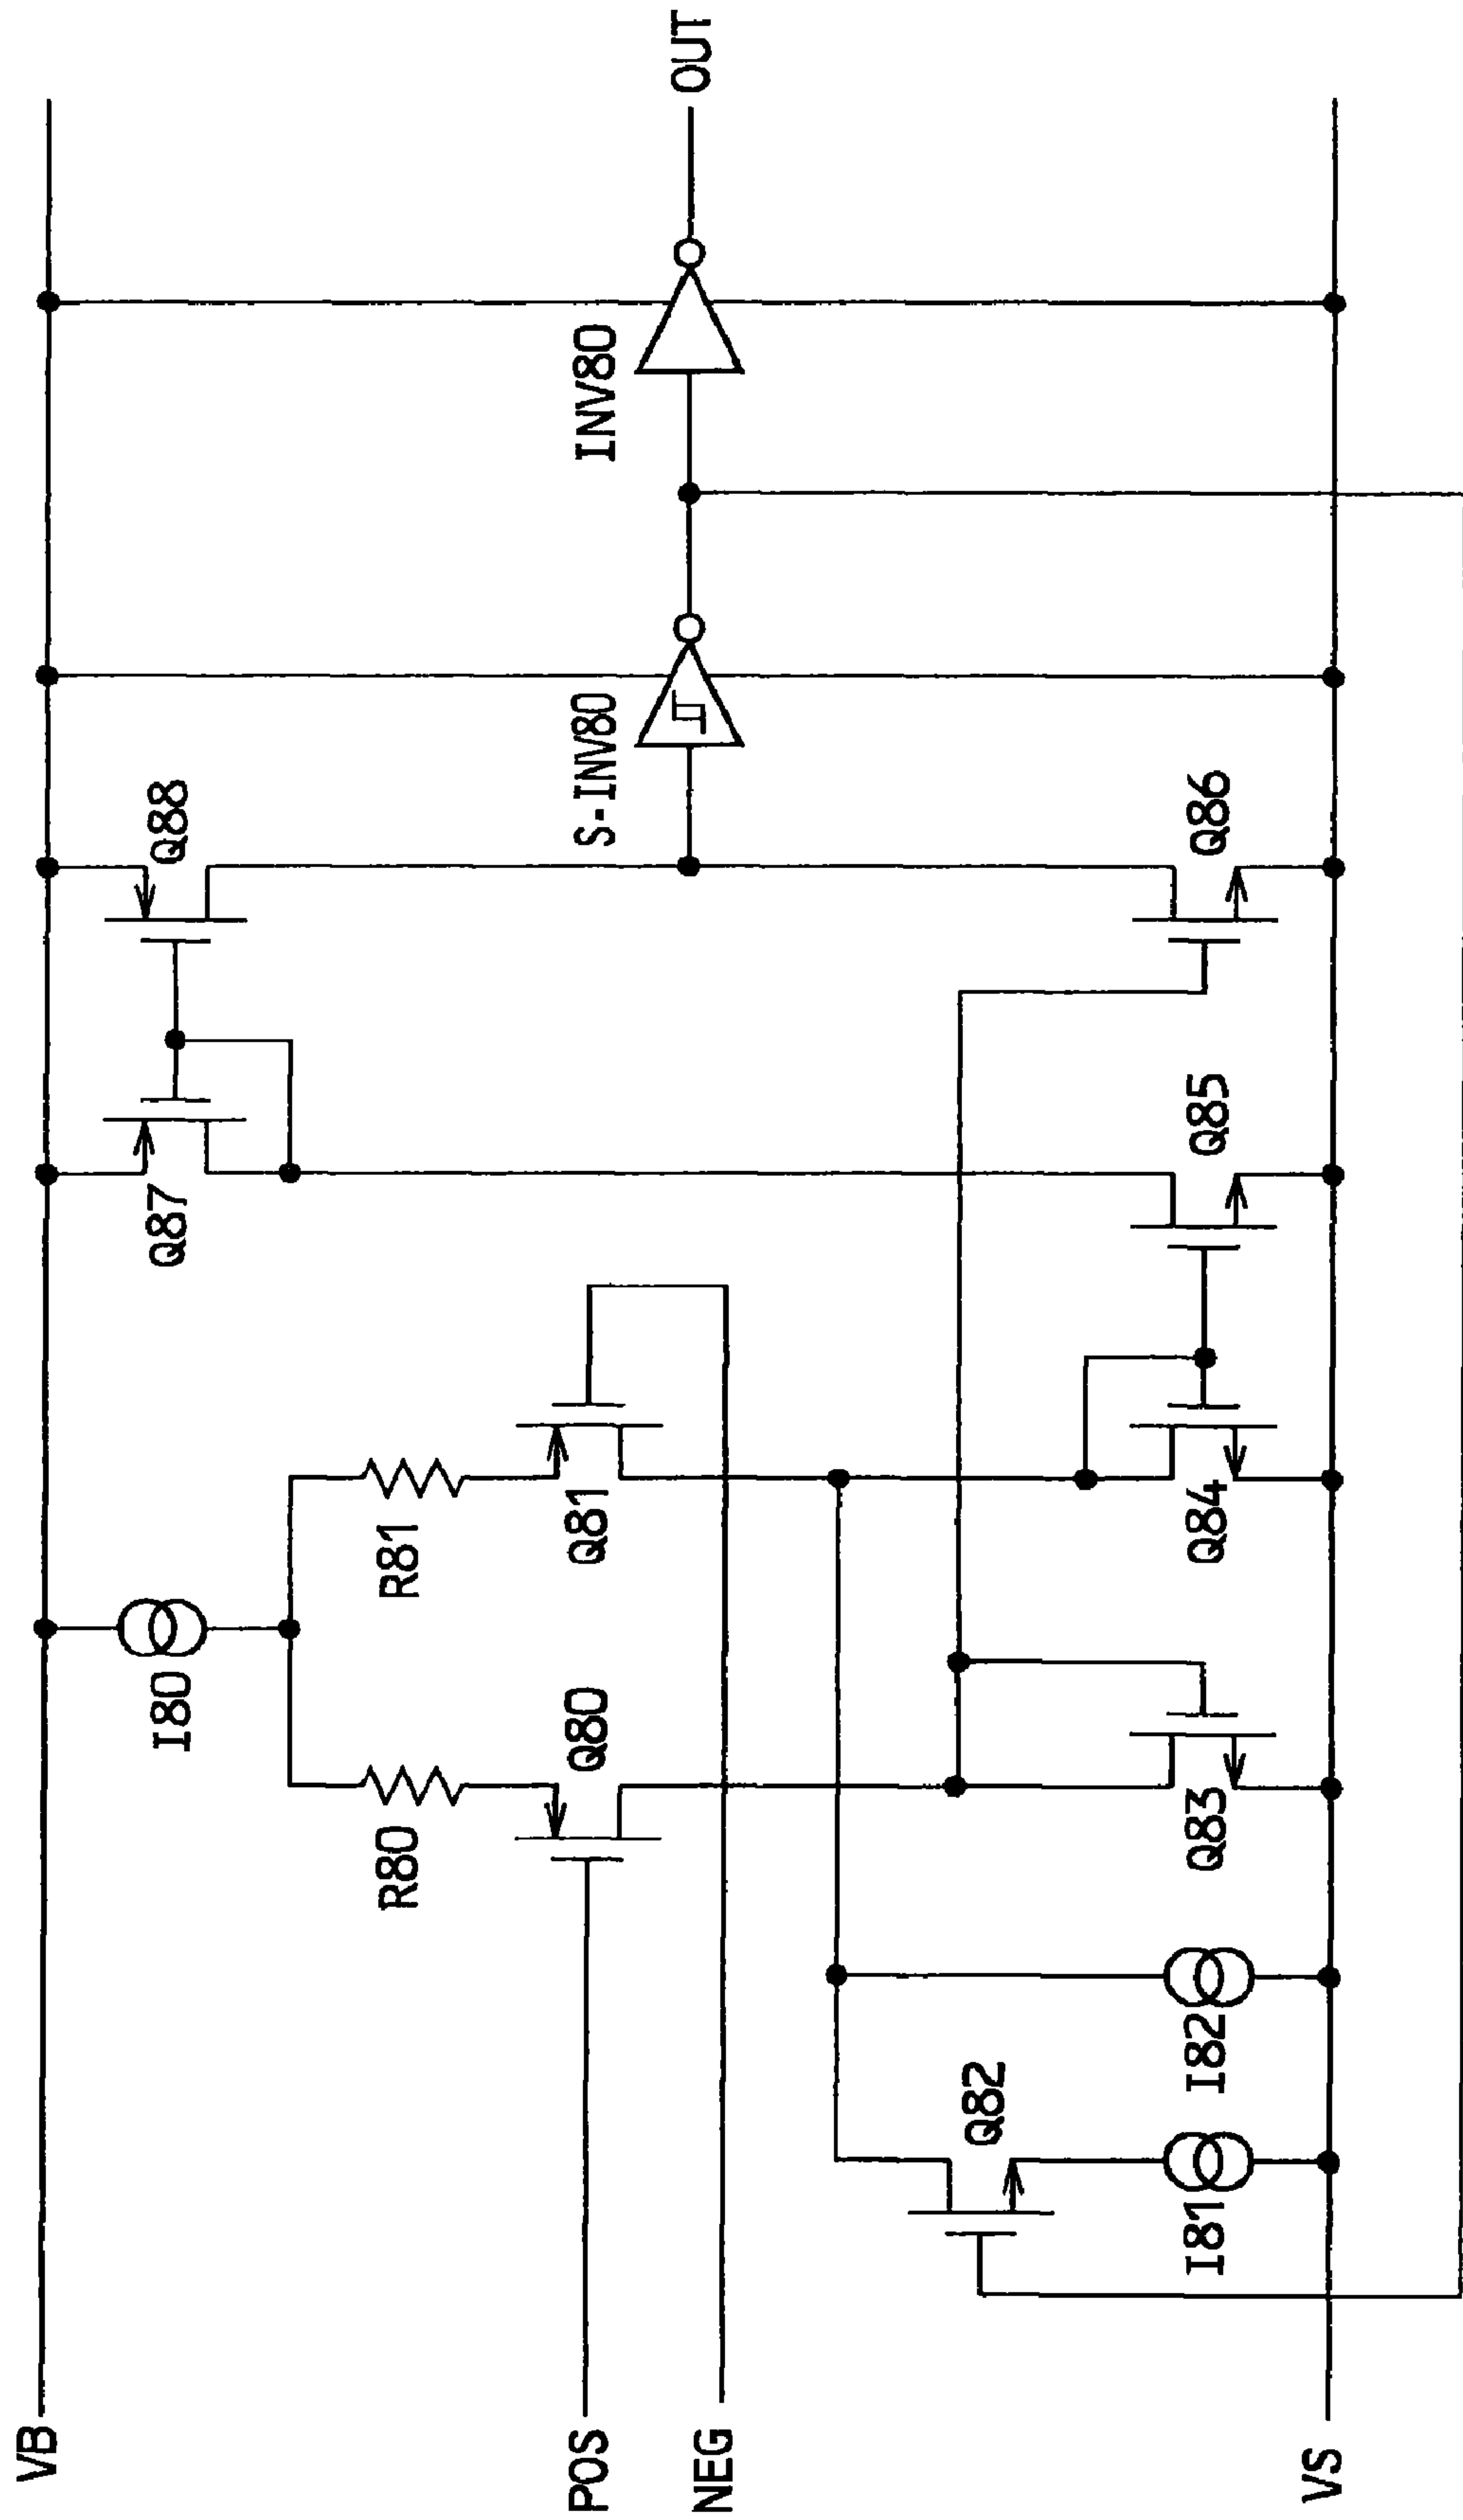 VB
POS
NEG
VS
I80
R80
R81
Q80
Q81
Q82
I81
I82
Q83
Q84
Q85
Q86
Q87
Q88
S-INV80
INV80
OUT